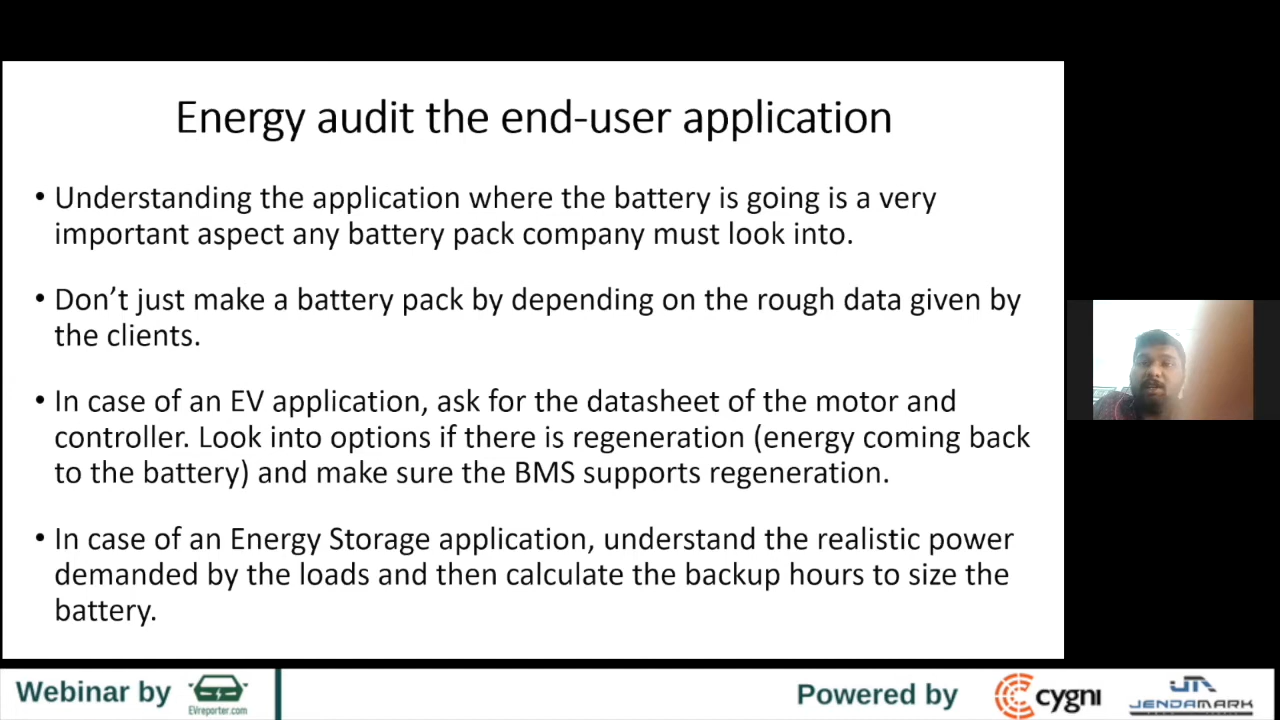 Energy audit the end-user application
• Understanding the application where the battery is going is a very
important aspect any battery pack company must look into.
• Don’t just make a battery pack by depending on the rough data given by
the clients.
• In case of an EV application, ask for the datasheet of the motor and
controller. Look into options if there is regeneration (energy coming back
to the battery) and make sure the BMS supports regeneration.
• In case of an Energy Storage application, understand the realistic power
demanded by the loads and then calculate the backup hours to size the
battery.
Webinar by
EVreporter.com
Powered by
cygni
JENDAMARK